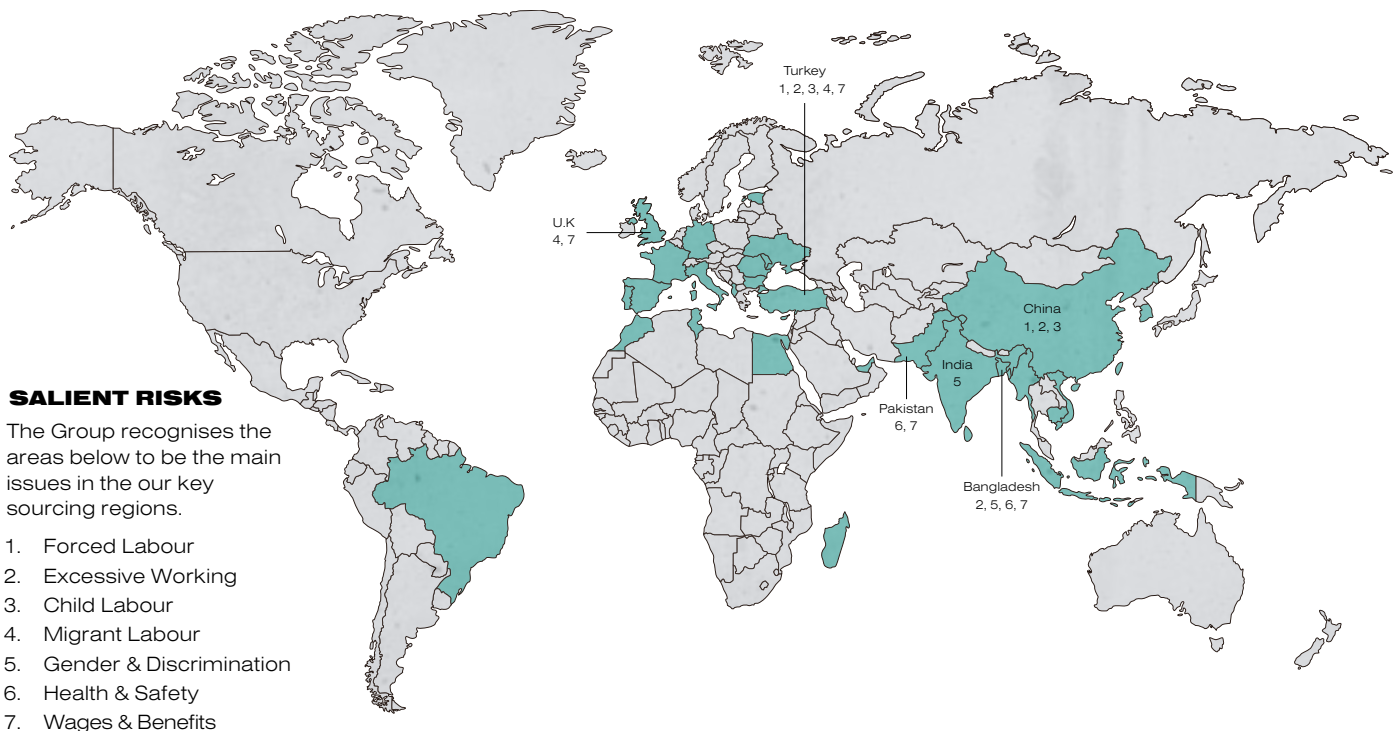 Turkey
1, 2, 3, 4, 7
U.K
4, 7
China
1, 2, 3
India
5
Pakistan
6, 7
Bangladesh
2, 5, 6, 7
SALIENT RISKS
The Group recognises the
areas below to be the main
issues in the our key
sourcing regions.
1. Forced Labour
2. Excessive Working
3. Child Labour
4. Migrant Labour
5. Gender & Discrimination
6. Health & Safety
7. Wages & Benefits